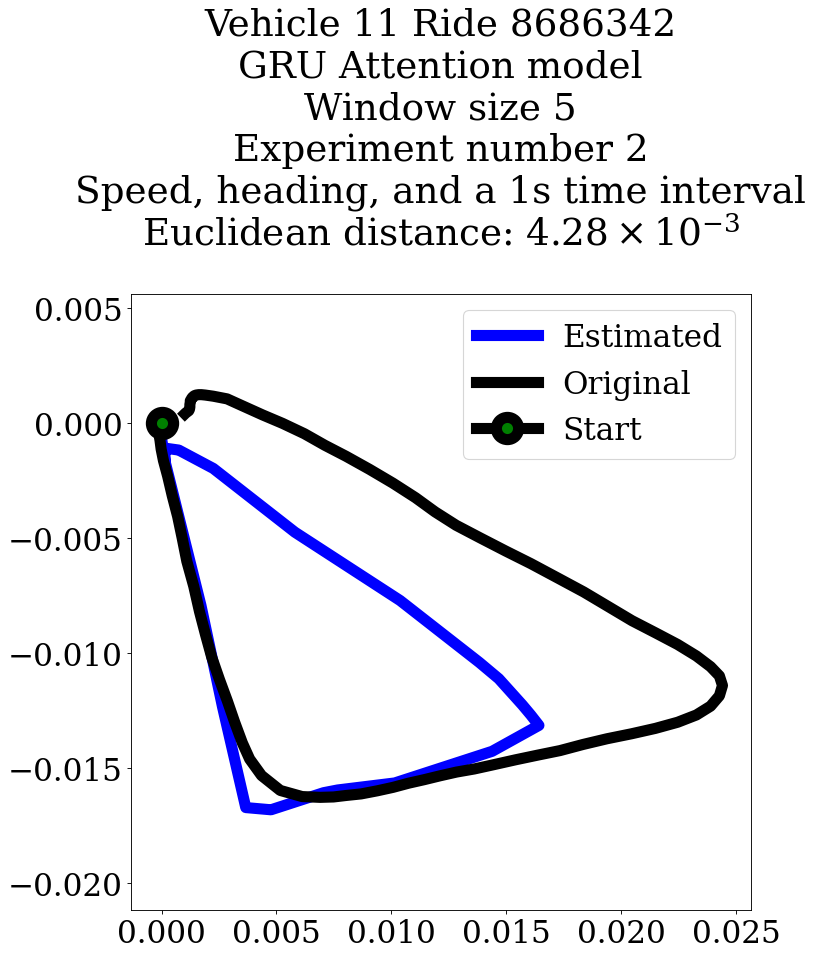 Vehicle 11 Ride 8686342
GRU Attention model
Window size 5
Experiment number 2
Speed, heading, and a 1s time interval
Euclidean distance: 4.28 × 10⁻³
0.005
0.000
−0.005
−0.010
−0.015
−0.020
Estimated
Original
Start
0.000 0.005 0.010 0.015 0.020 0.025